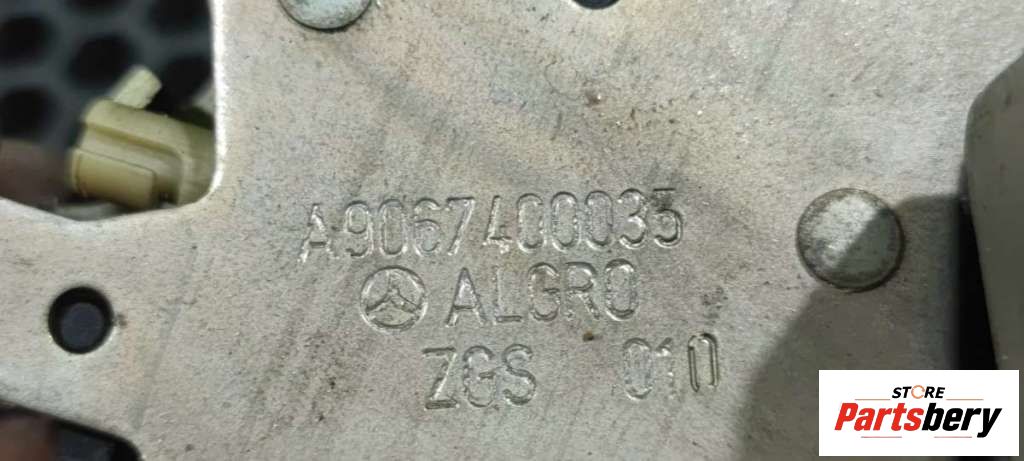 A9067400035
ALGRO
ZGS 010
STORE
Partsbery